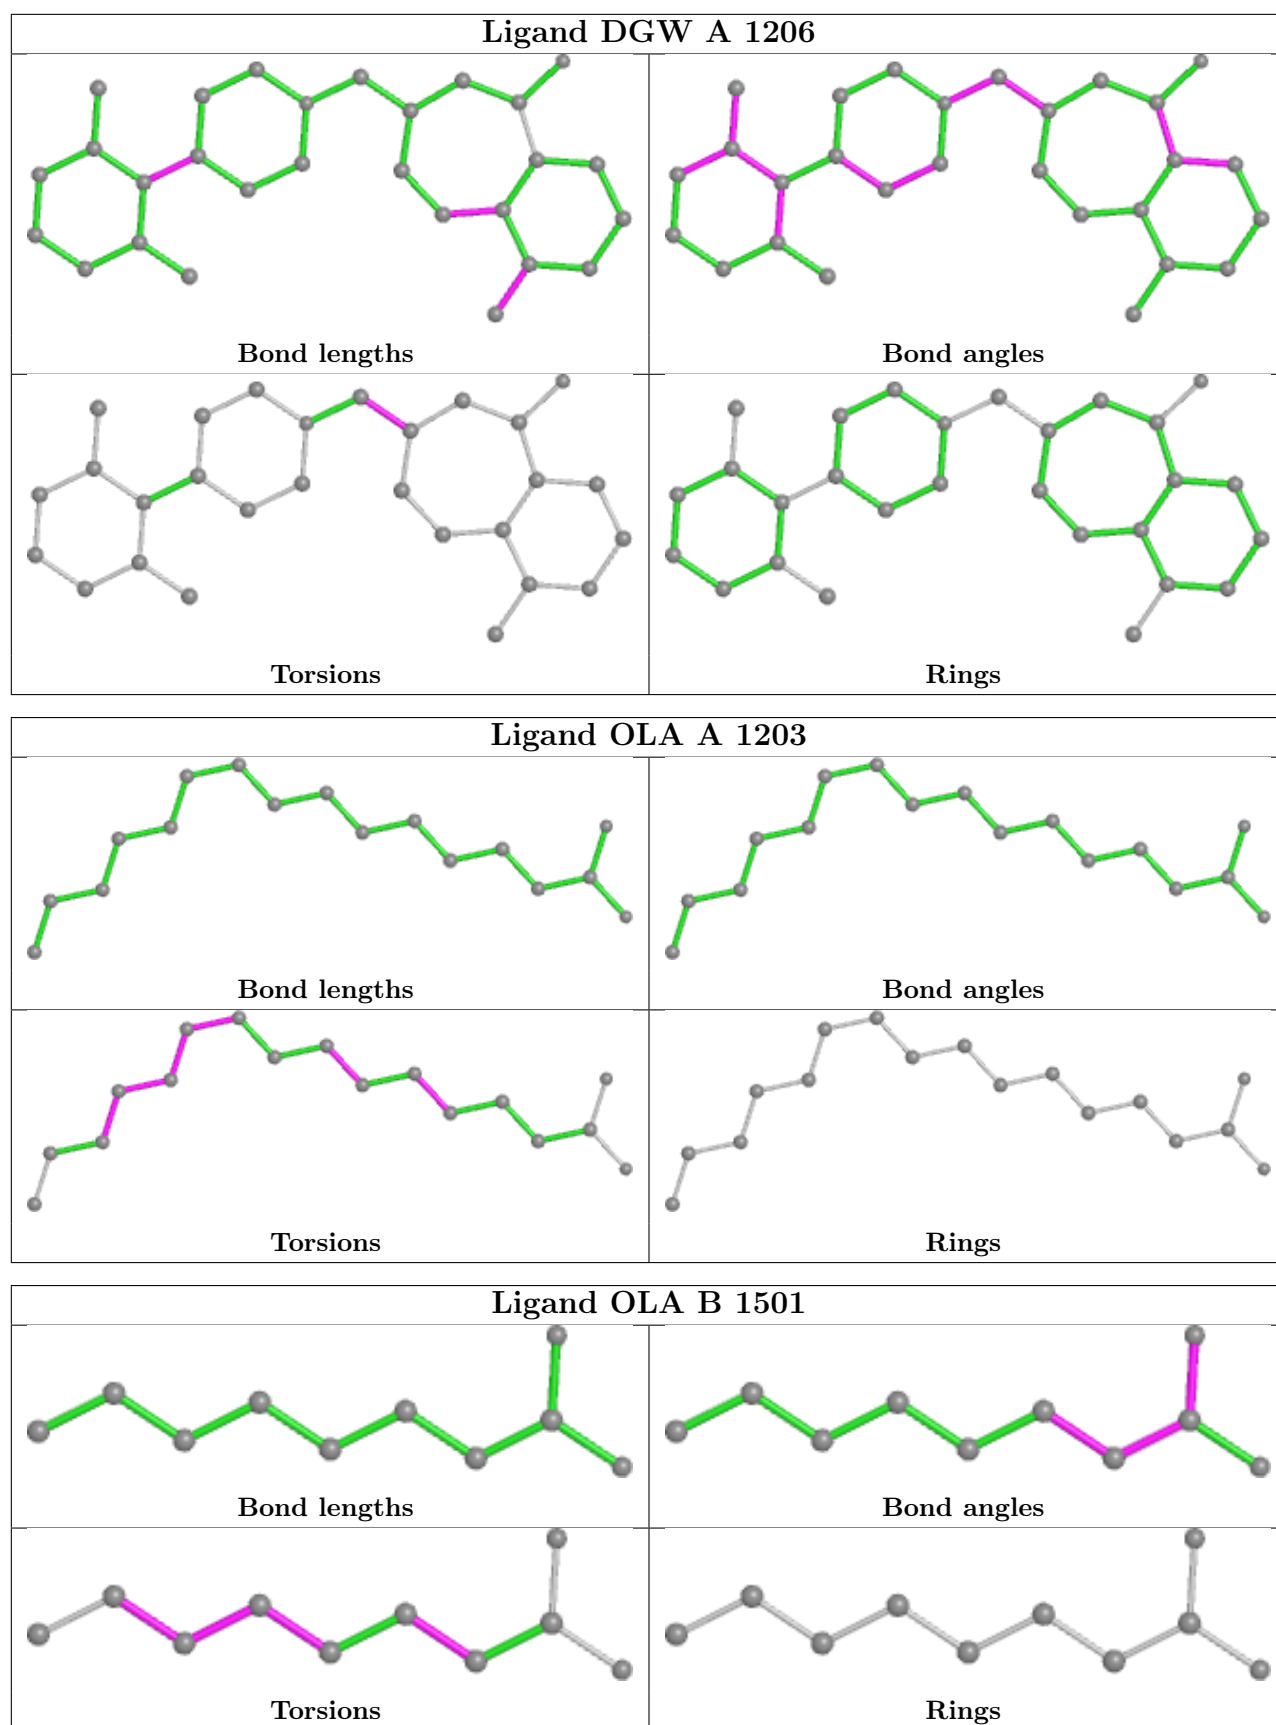 Ligand DGW A 1206
Bond lengths
Bond angles
Torsions
Rings
Ligand OLA A 1203
Bond lengths
Bond angles
Torsions
Rings
Ligand OLA B 1501
Bond lengths
Bond angles
Torsions
Rings